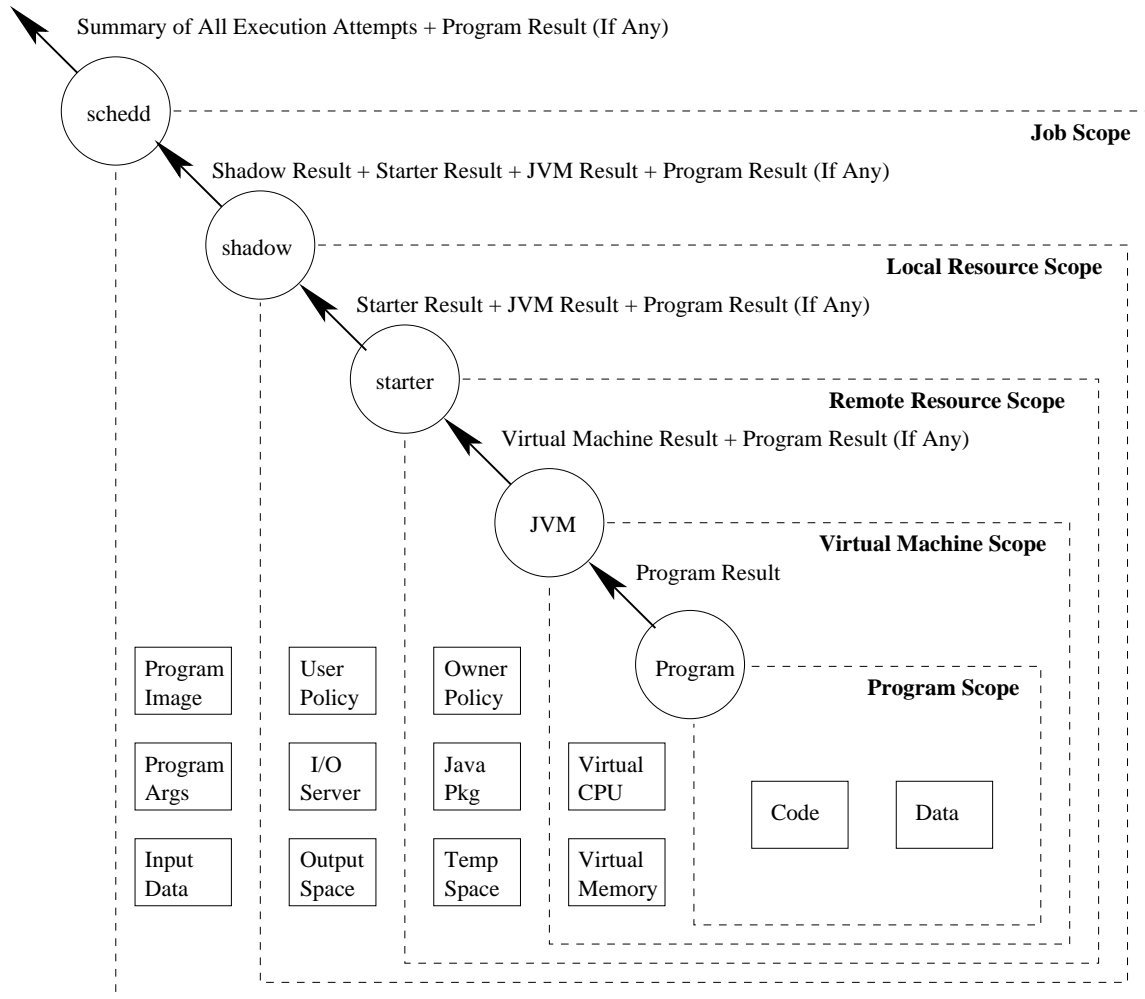 Summary of All Execution Attempts + Program Result (If Any)
schedd
Job Scope
Shadow Result + Starter Result + JVM Result + Program Result (If Any)
shadow
Local Resource Scope
Starter Result + JVM Result + Program Result (If Any)
starter
Remote Resource Scope
Virtual Machine Result + Program Result (If Any)
JVM
Virtual Machine Scope
Program Result
Program
Program Scope
Program
Image
User
Policy
Owner
Policy
Program
Args
I/O
Server
Java
Pkg
Virtual
CPU
Code
Data
Input
Data
Output
Space
Temp
Space
Virtual
Memory